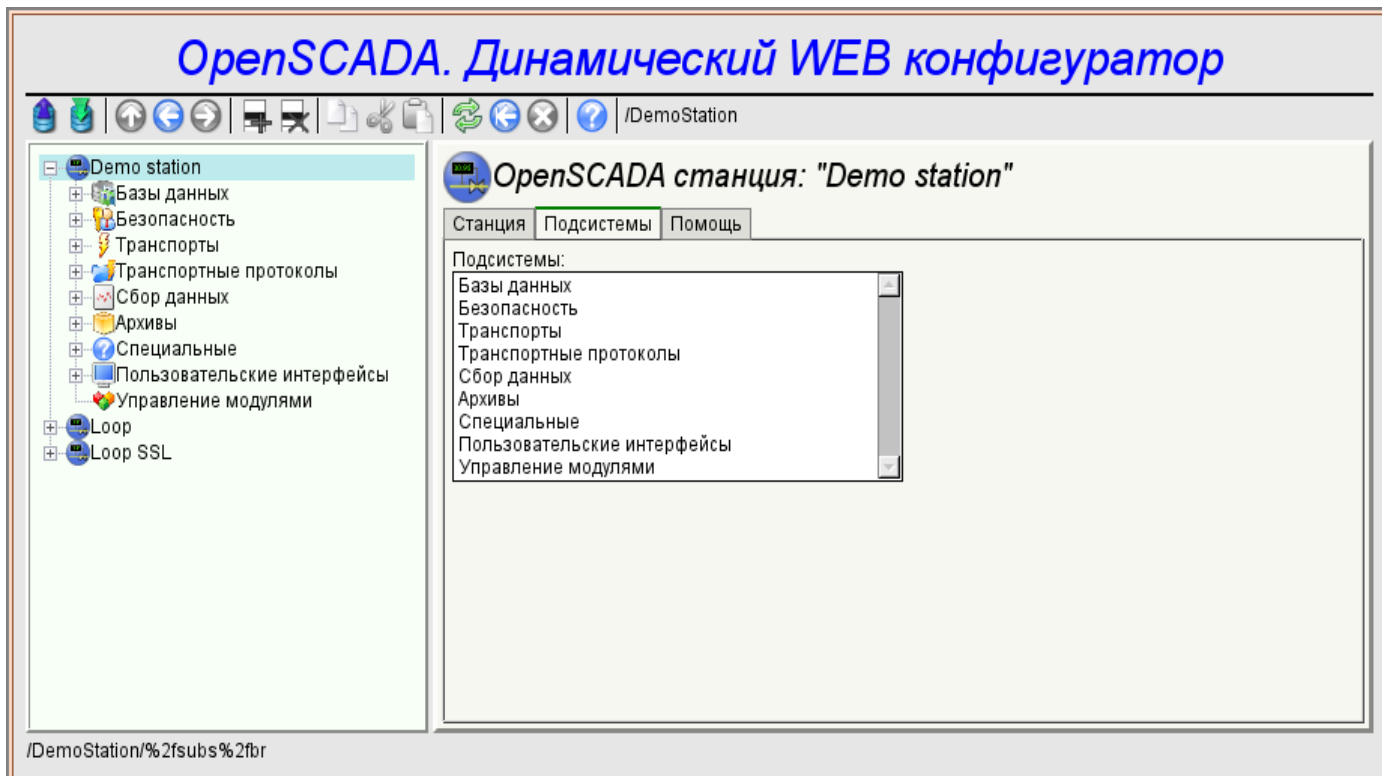 OpenSCADA. Динамический WEB конфигуратор
/DemoStation
Demo station
Базы данных
Безопасность
Транспорты
Транспортные протоколы
Сбор данных
Архивы
Специальные
Пользовательские интерфейсы
Управление модулями
Loop
Loop SSL
OpenSCADA станция: "Demo station"
Станция Подсистемы Помощь
Подсистемы:
Базы данных
Безопасность
Транспорты
Транспортные протоколы
Сбор данных
Архивы
Специальные
Пользовательские интерфейсы
Управление модулями
/DemoStation/%2fsubs%2fbr